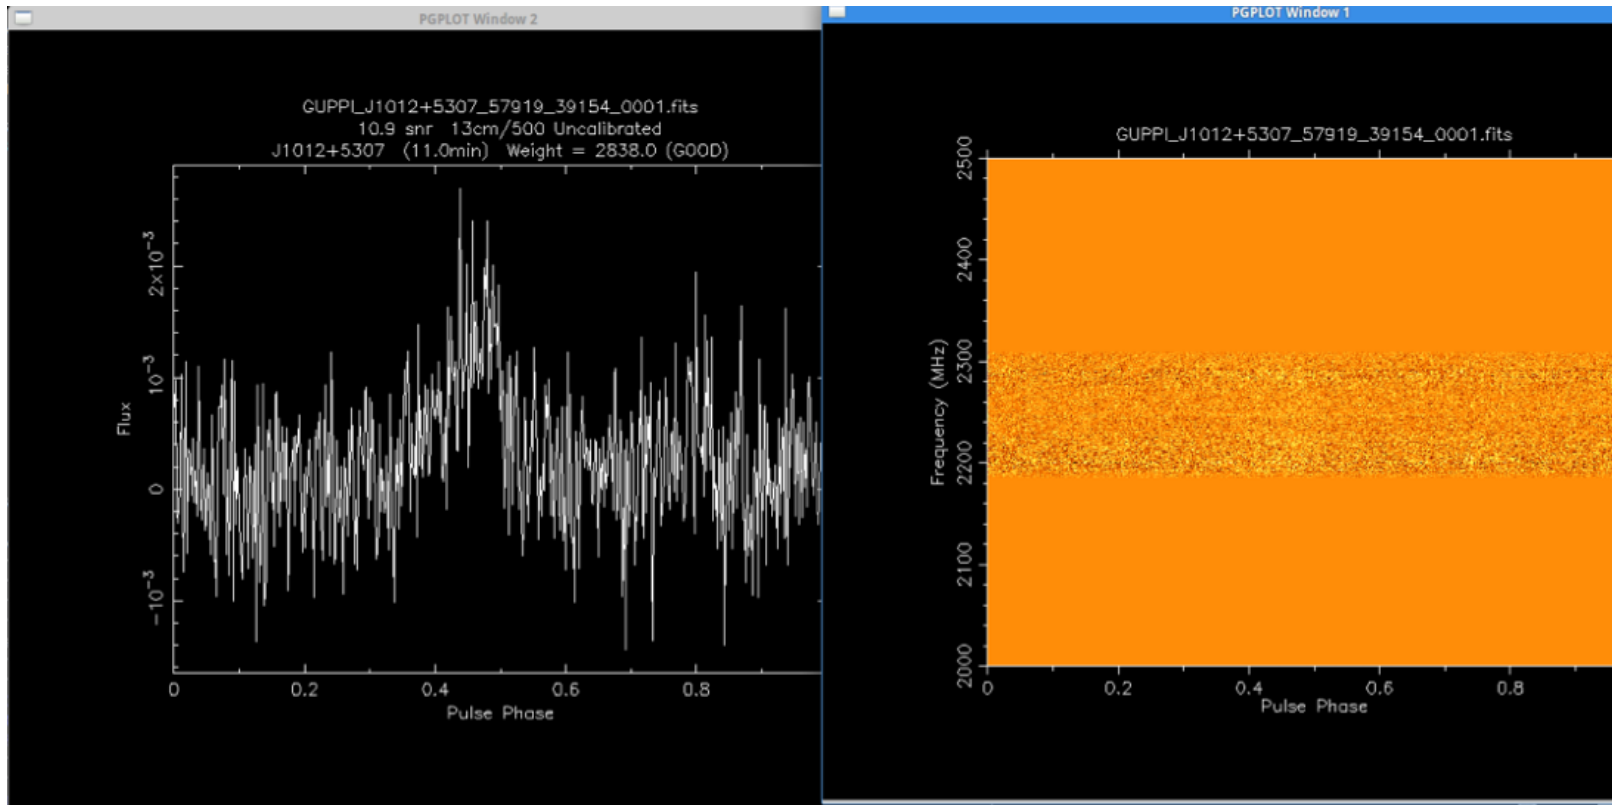 PGPLOT Window 2
GUPPI_J1012+5307_57919_39154_0001.fits
10.9 snr 13cm/500 Uncalibrated
J1012+5307 (11.0min) Weight = 2838.0 (GOOD)
Flux
2×10⁻³
10⁻³
0
−10⁻³
0 0.2 0.4 0.6 0.8
Pulse Phase
PGPLOT Window 1
GUPPI_J1012+5307_57919_39154_0001.fits
Frequency (MHz)
2500
2400
2300
2200
2100
2000
0 0.2 0.4 0.6 0.8
Pulse Phase